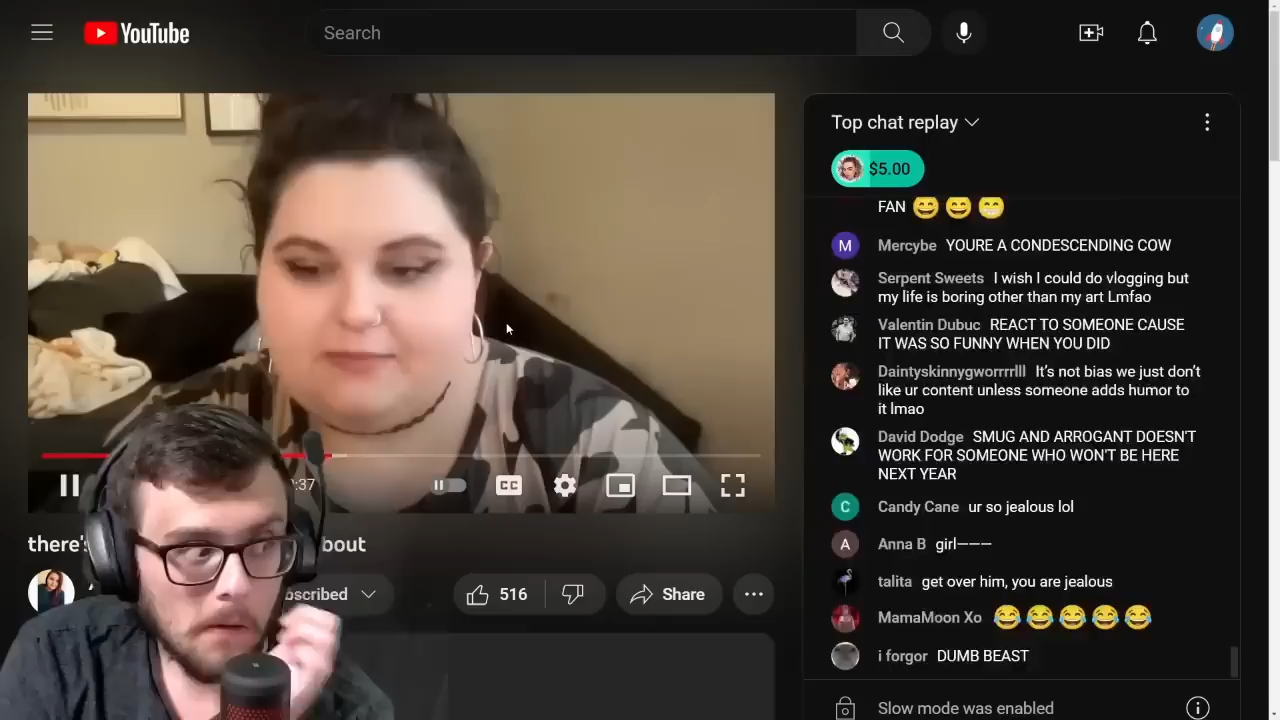 YouTube
Search
Top chat replay
$5.00
FAN
M
Mercybe YOURE A CONDESCENDING COW
Serpent Sweets I wish I could do vlogging but
my life is boring other than my art Lmfao
Valentin Dubuc REACT TO SOMEONE CAUSE
IT WAS SO FUNNY WHEN YOU DID
Daintyskinnygworrrrlll It’s not bias we just don’t
like ur content unless someone adds humor to
it lmao
David Dodge SMUG AND ARROGANT DOESN'T
WORK FOR SOMEONE WHO WON'T BE HERE
NEXT YEAR
C
Candy Cane ur so jealous lol
A
Anna B girl———
talita get over him, you are jealous
MamaMoon Xo 😂😂😂😂😂
i forgor DUMB BEAST
Slow mode was enabled
:37
CC
there's
bout
bscribed
516
Share